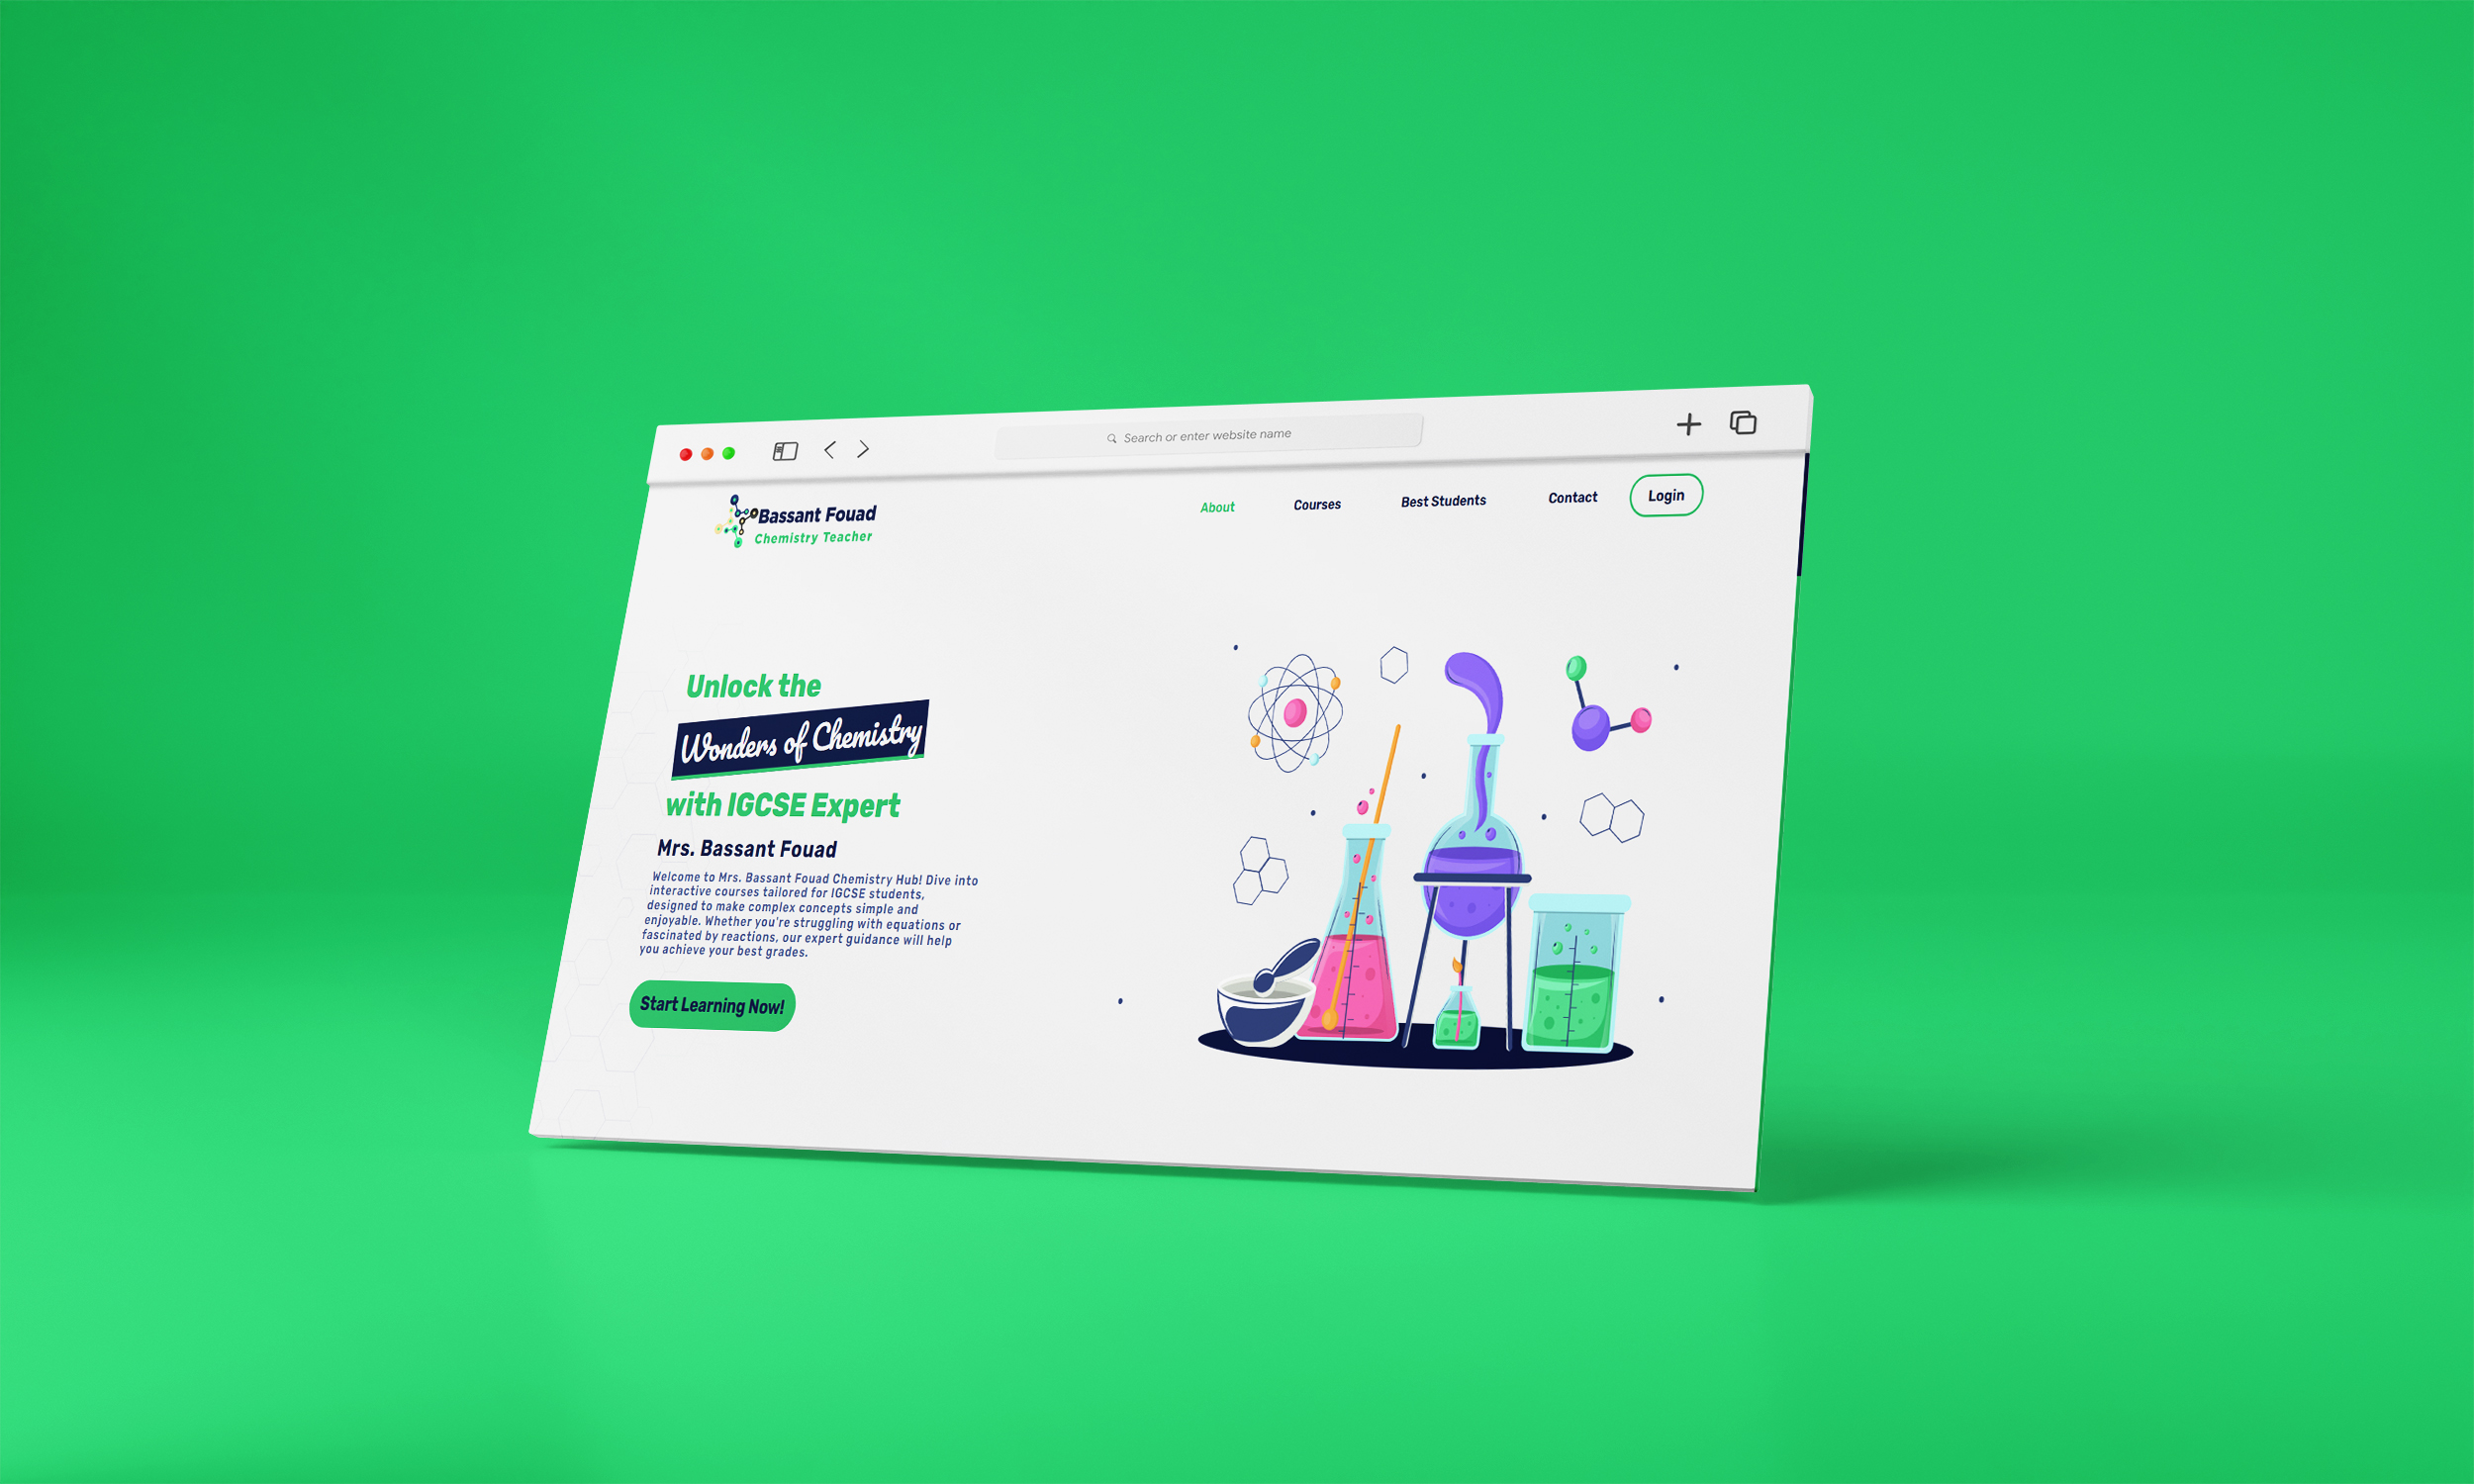 Search or enter website name
Bassant Fouad
Chemistry Teacher
About
Courses
Best Students
Contact
Login
Unlock the
Wonders of Chemistry
with IGCSE Expert
Mrs. Bassant Fouad
Welcome to Mrs. Bassant Fouad Chemistry Hub! Dive into
interactive courses tailored for IGCSE students,
designed to make complex concepts simple and
enjoyable. Whether you're struggling with equations or
fascinated by reactions, our expert guidance will help
you achieve your best grades.
Start Learning Now!